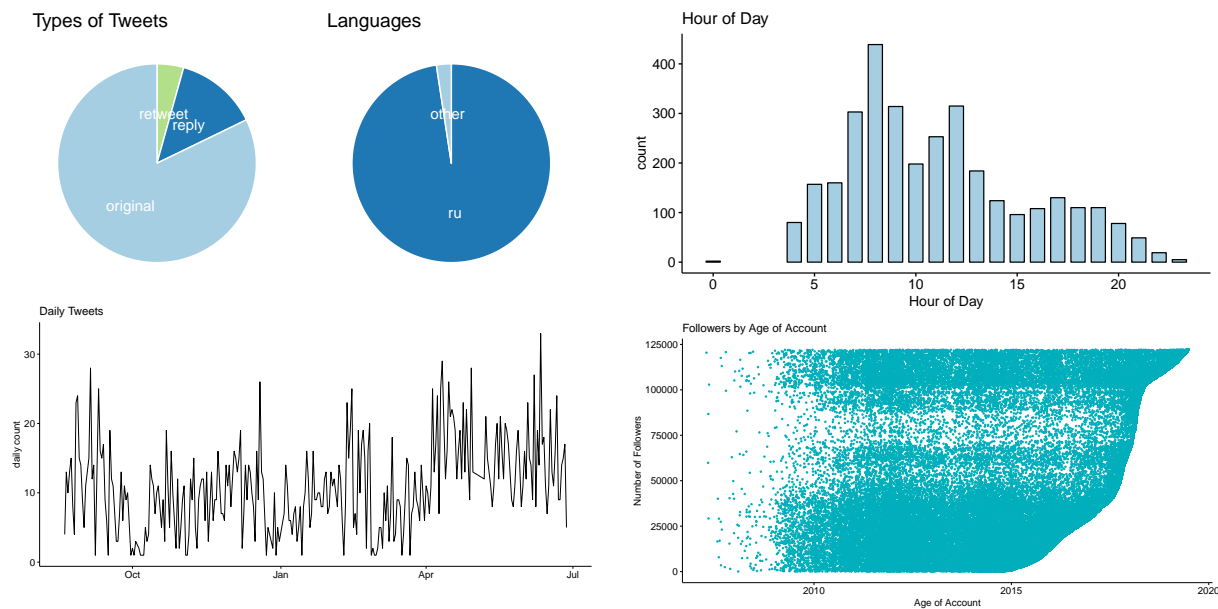 Types of Tweets
retweet
reply
original
Languages
other
ru
Hour of Day
count
400
300
200
100
0
0 5 10 15 20
Hour of Day
Daily Tweets
daily count
30
20
10
0
Oct Jan Apr Jul
Followers by Age of Account
Number of Followers
125000
100000
75000
50000
25000
0
2010 2015 2020
Age of Account